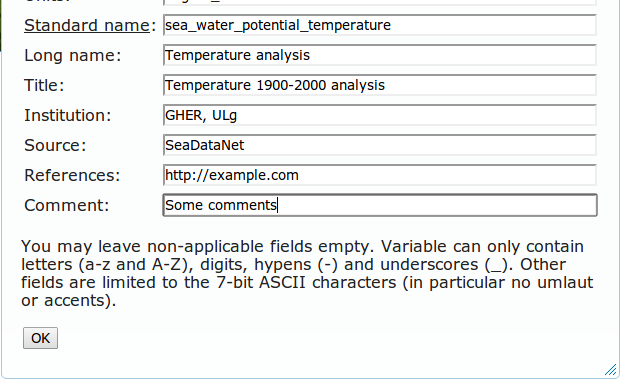 Standard name: sea_water_potential_temperature
Long name: Temperature analysis
Title: Temperature 1900-2000 analysis
Institution: GHER, ULg
Source: SeaDataNet
References: http://example.com
Comment: Some comments
You may leave non-applicable fields empty. Variable can only contain
letters (a-z and A-Z), digits, hypens (-) and underscores (_). Other
fields are limited to the 7-bit ASCII characters (in particular no umlaut
or accents).
OK